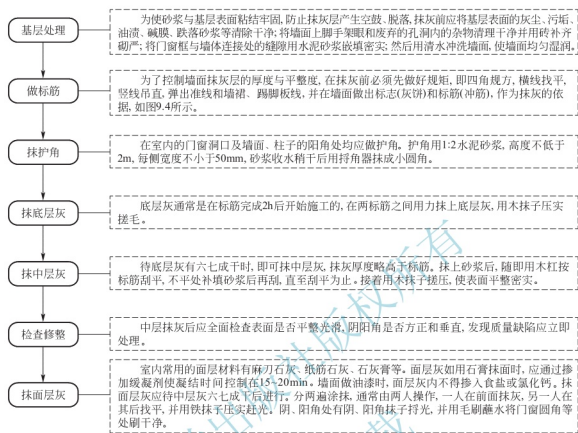 基层处理
为使砂浆与基层表面粘结牢固, 防止抹灰层产生空鼓、脱落, 抹灰前应将基层表面的灰尘、污垢、
油渍、碱膜、跌落砂浆等清除干净; 将墙面上脚手架眼和废弃的孔洞内的杂物清理干净并用砖补齐
砌严; 将门窗框与墙体连接处的缝隙用水泥砂浆嵌填密实; 然后用清水冲洗墙面, 使墙面均匀湿润。
做标筋
为了控制墙面抹灰层的厚度与平整度, 在抹灰前必须先做好规矩, 即四角规方, 横线找平,
竖线吊直, 弹出准线和墙裙、踢脚板线, 并在墙面做出标志(灰饼)和标筋(冲筋), 作为抹灰的依
据, 如图9.4所示。
抹护角
在室内的门窗洞口及墙面、柱子的阳角处均应做护角。护角用1:2水泥砂浆, 高度不低于
2m, 每侧宽度不小于50mm, 砂浆收水稍干后用捋角器抹成小圆角。
抹底层灰
底层灰通常是在标筋完成2h后开始施工的, 在两标筋之间用力抹上底层灰, 用木抹子压实
搓毛。
抹中层灰
待底层灰有六七成干时, 即可抹中层灰, 抹灰厚度略高于标筋。抹上砂浆后, 随即用木杠按
标筋刮平, 不平处补填砂浆后再刮, 直至刮平为止。接着用木抹子搓压, 使表面平整密实。
检查修整
中层抹灰后应全面检查表面是否平整光滑, 阴阳角是否方正和垂直, 发现质量缺陷应立即
处理。
抹面层灰
室内常用的面层材料有麻刀石灰、纸筋石灰、石灰膏等。面层灰如用石膏抹面时, 应通过掺
加缓凝剂使凝结时间控制在15~20min。墙面做油漆时, 面层灰内不得掺入食盐或氯化钙。抹
面层灰应待中层灰六七成干后进行。分两遍涂抹, 通常由两人操作, 一人在前面抹灰, 另一人在
其后找平, 并用铁抹子压实赶光。阴、阳角处有阴、阳角抹子捋光, 并用毛刷蘸水将门窗圆角等
处刷干净。